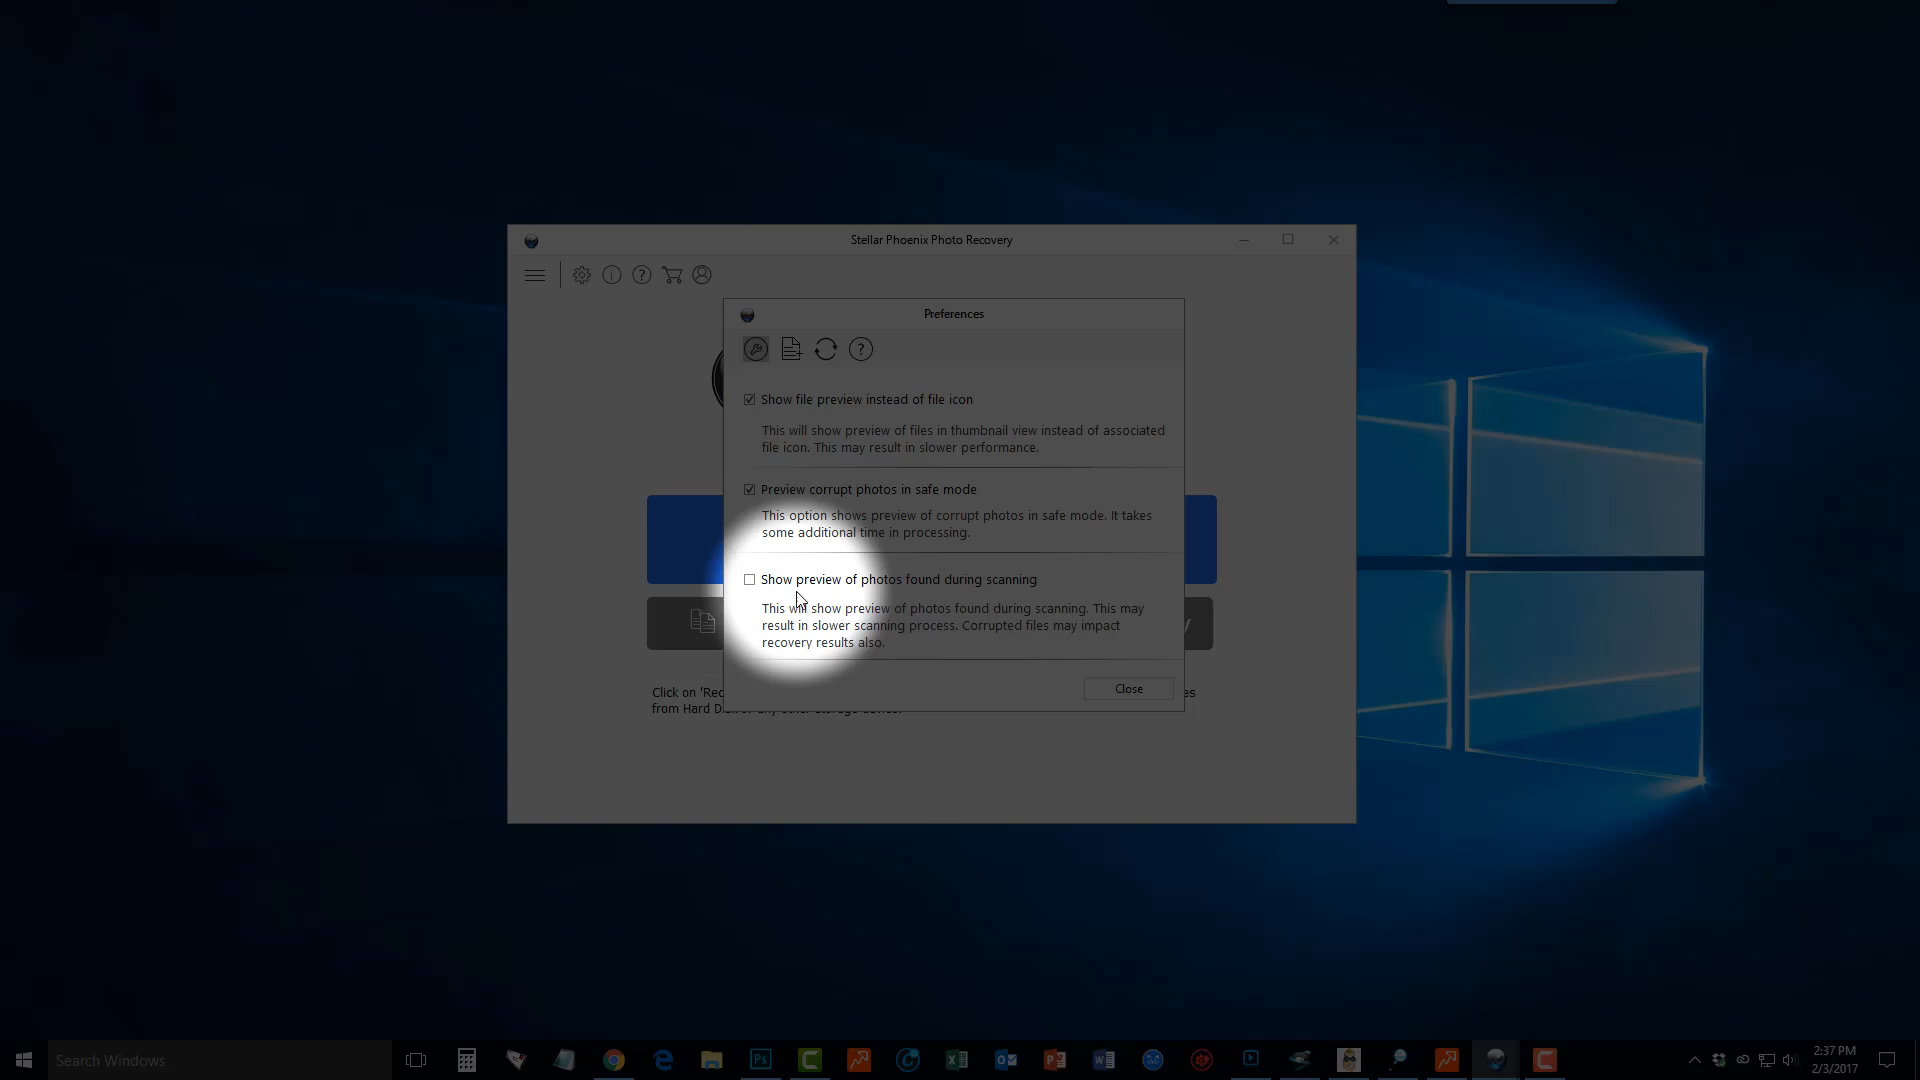 Stellar Phoenix Photo Recovery
Preferences
Show file preview instead of file icon
This will show preview of files in thumbnail view instead of associated
file icon. This may result in slower performance.
Preview corrupt photos in safe mode
This option shows preview of corrupt photos in safe mode. It takes
some additional time in processing.
Show preview of photos found during scanning
This will show preview of photos found during scanning. This may
result in slower scanning process. Corrupted files may impact
recovery results also.
Close
Click on 'Rec
from Hard
Search Windows
Ps
2:37 PM
2/3/2017